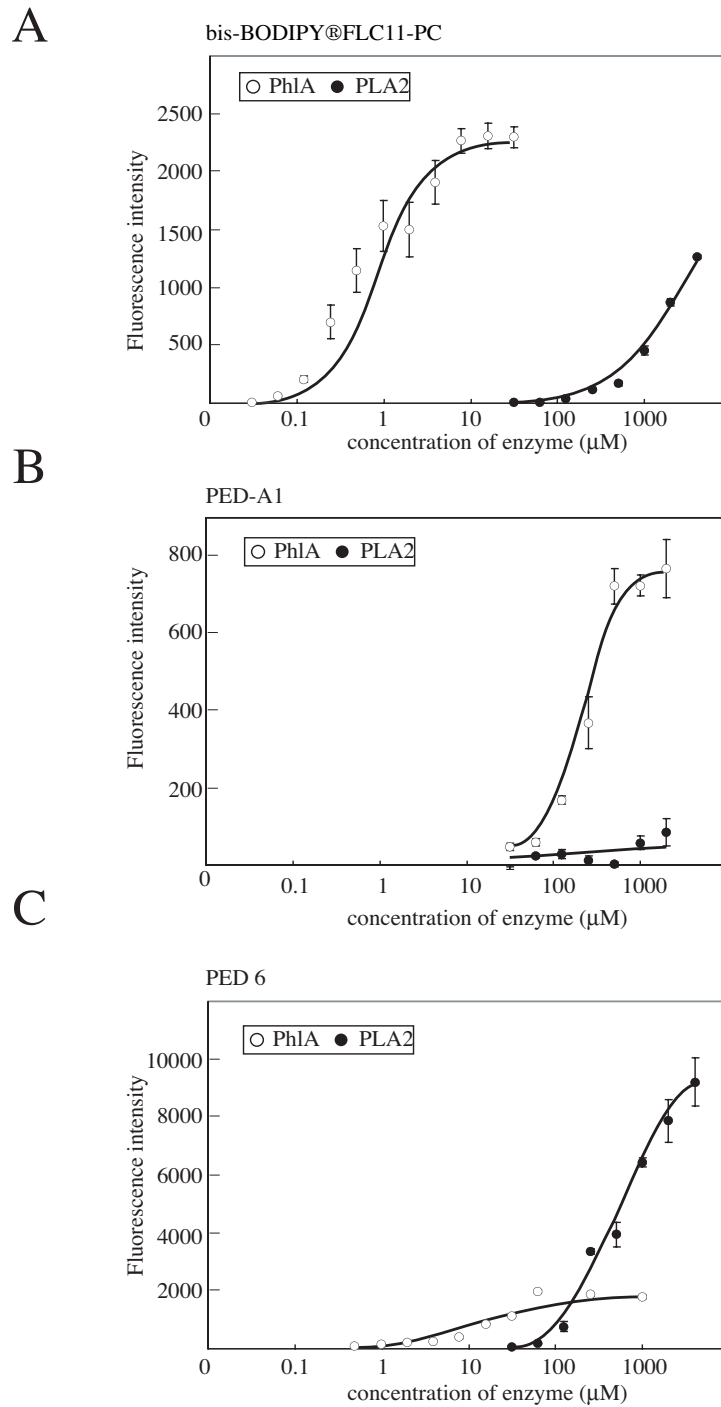 A
bis-BODIPY®FLC11-PC
PhlA PLA2
2500
2000
1500
1000
500
Fluorescence intensity
0 0.1 1 10 100 1000
concentration of enzyme (μM)
B
PED-A1
PhlA PLA2
800
600
400
200
Fluorescence intensity
0 0.1 1 10 100 1000
concentration of enzyme (μM)
C
PED 6
PhlA PLA2
10000
8000
6000
4000
2000
Fluorescence intensity
0 0.1 1 10 100 1000
concentration of enzyme (μM)